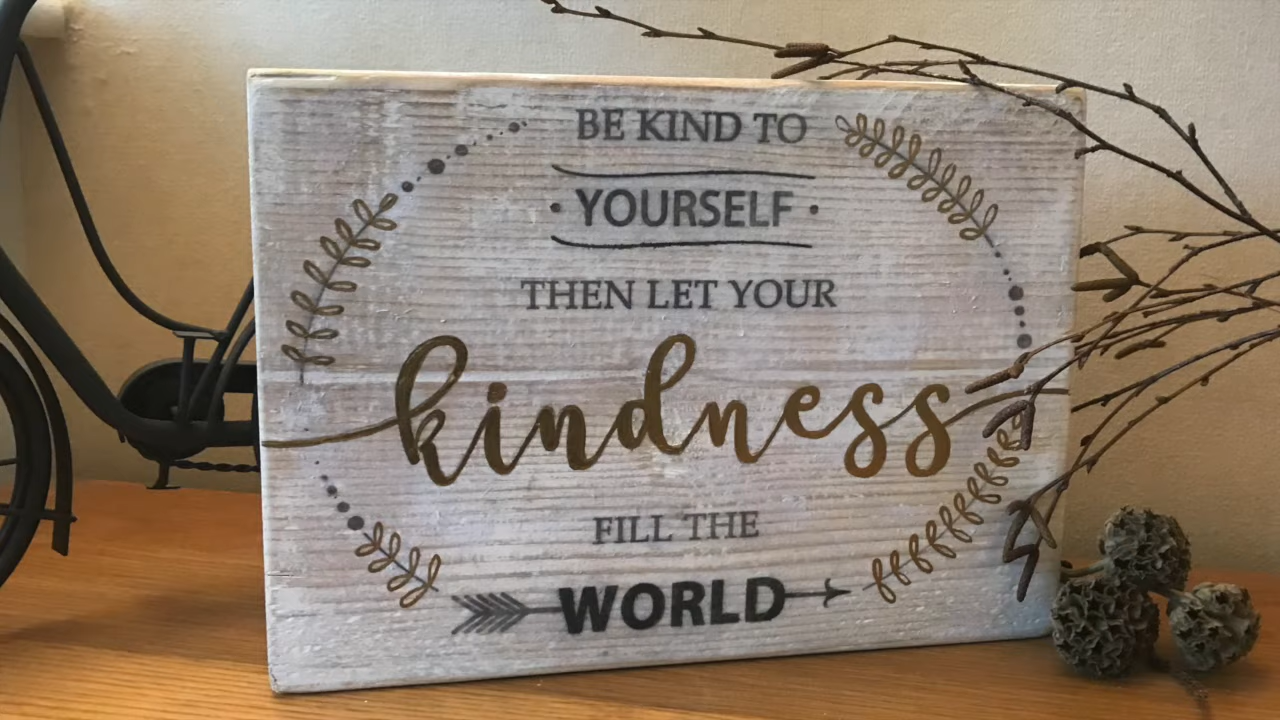 BE KIND TO
• YOURSELF •
THEN LET YOUR
kindness
FILL THE
WORLD